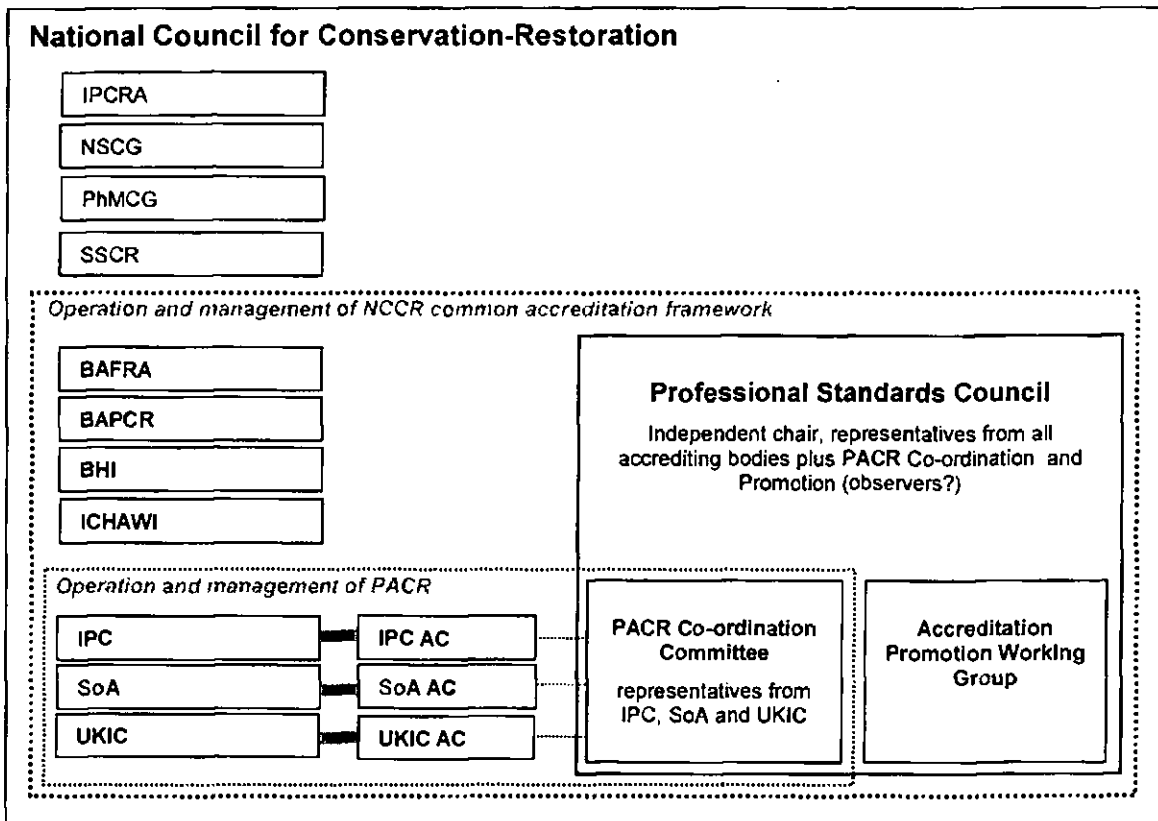 National Council for Conservation-Restoration
IPCRA
NSCG
PhMCG
SSCR
Operation and management of NCCR common accreditation framework
BAFRA
BAPCR
BHI
ICHAWI
Professional Standards Council
Independent chair, representatives from all
accrediting bodies plus PACR Co-ordination and
Promotion (observers?)
Operation and management of PACR
IPC
IPC AC
SoA
SoA AC
UKIC
UKIC AC
PACR Co-ordination
Committee
representatives from
IPC, SoA and UKIC
Accreditation
Promotion Working
Group